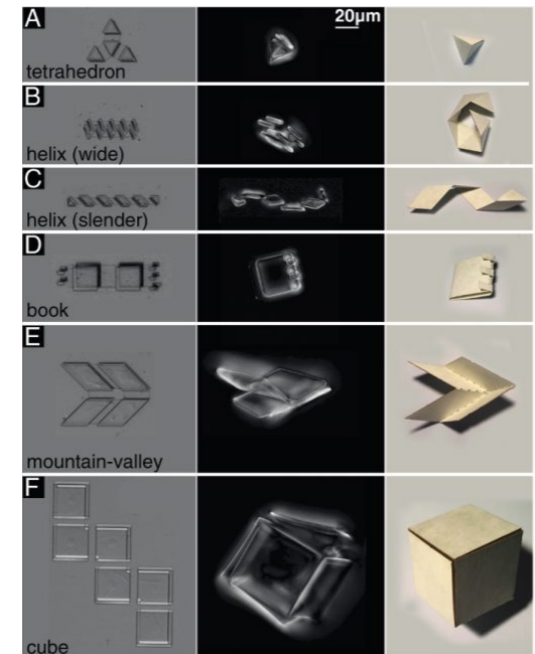 A
20µm
tetrahedron
B
helix (wide)
C
helix (slender)
D
book
E
mountain-valley
F
cube